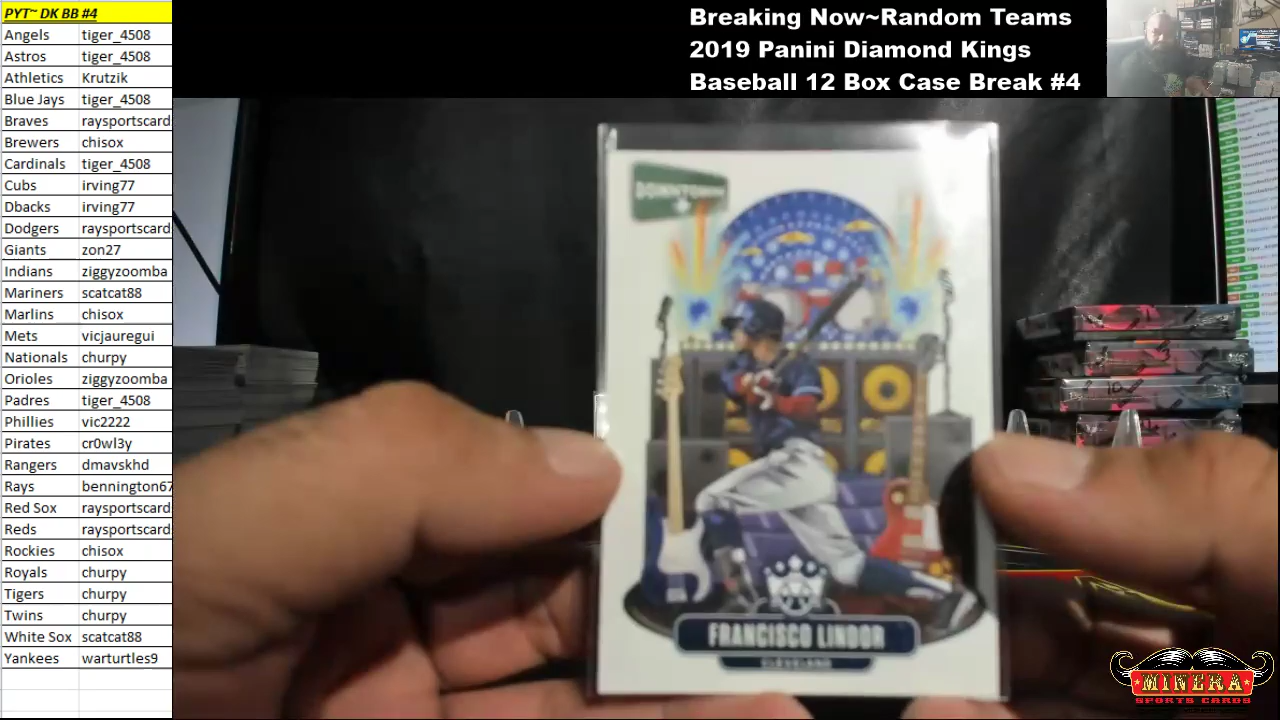 PYT~ DK BB #4
Angels tiger_4508
Astros tiger_4508
Athletics Krutzik
Blue Jays tiger_4508
Braves raysportscard
Brewers chisox
Cardinals tiger_4508
Cubs irving77
Dbacks irving77
Dodgers raysportscard
Giants zon27
Indians ziggyzoomba
Mariners scatcat88
Marlins chisox
Mets vicjauregui
Nationals churpy
Orioles ziggyzoomba
Padres tiger_4508
Phillies vic2222
Pirates cr0wl3y
Rangers dmavskhd
Rays bennington67
Red Sox raysportscard
Reds raysportscard
Rockies chisox
Royals churpy
Tigers churpy
Twins churpy
White Sox scatcat88
Yankees warturtles9
Breaking Now~Random Teams
2019 Panini Diamond Kings
Baseball 12 Box Case Break #4
DOWNTOWN
FRANCISCO LINDOR
CLEVELAND
MINERA
SPORTS CARDS